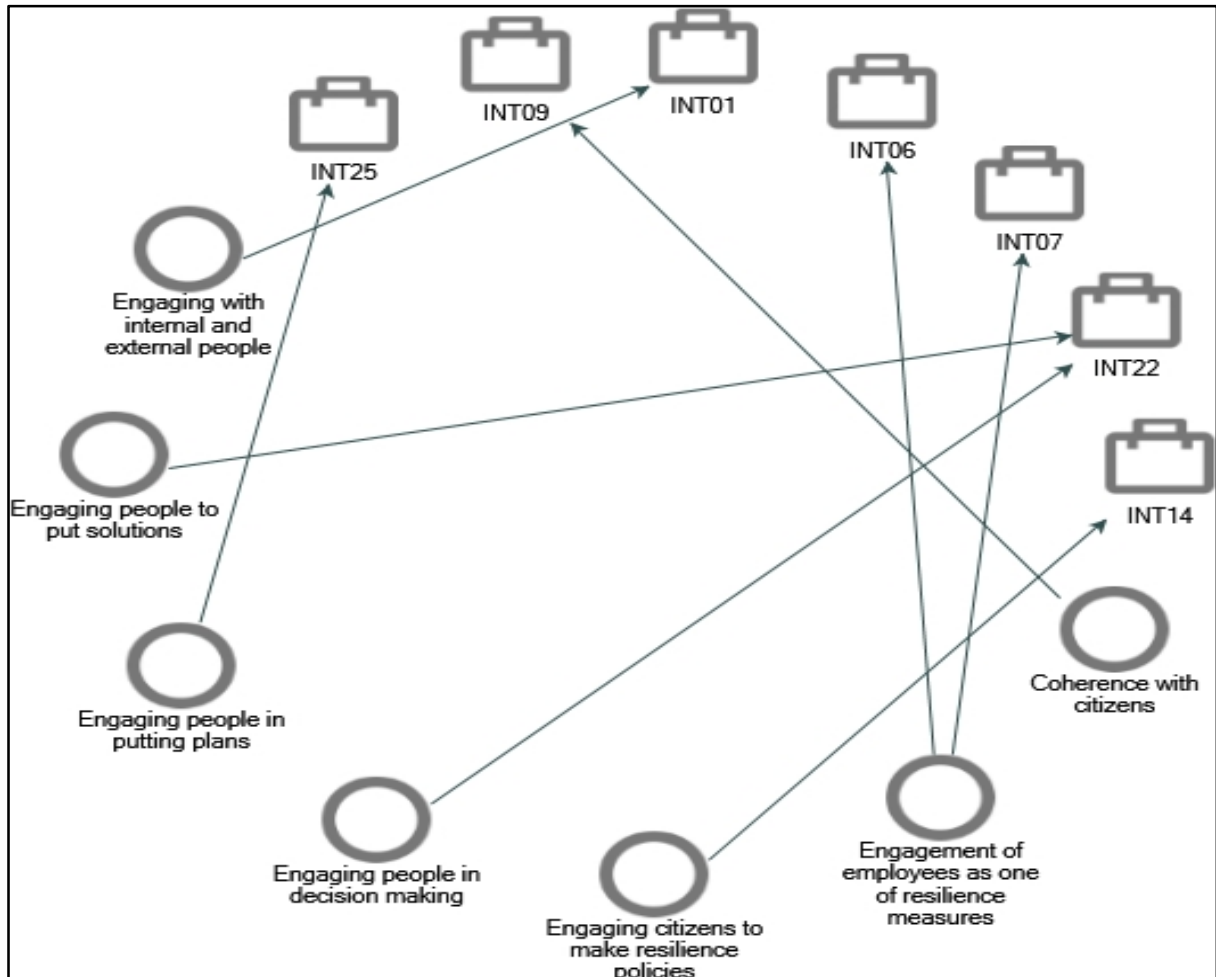 INT09
INT01
INT25
INT06
INT07
INT22
INT14
Engaging with
internal and
external people
Engaging people to
put solutions
Engaging people in
putting plans
Engaging people in
decision making
Engaging citizens to
make resilience
policies
Engagement of
employees as one
of resilience
measures
Coherence with
citizens